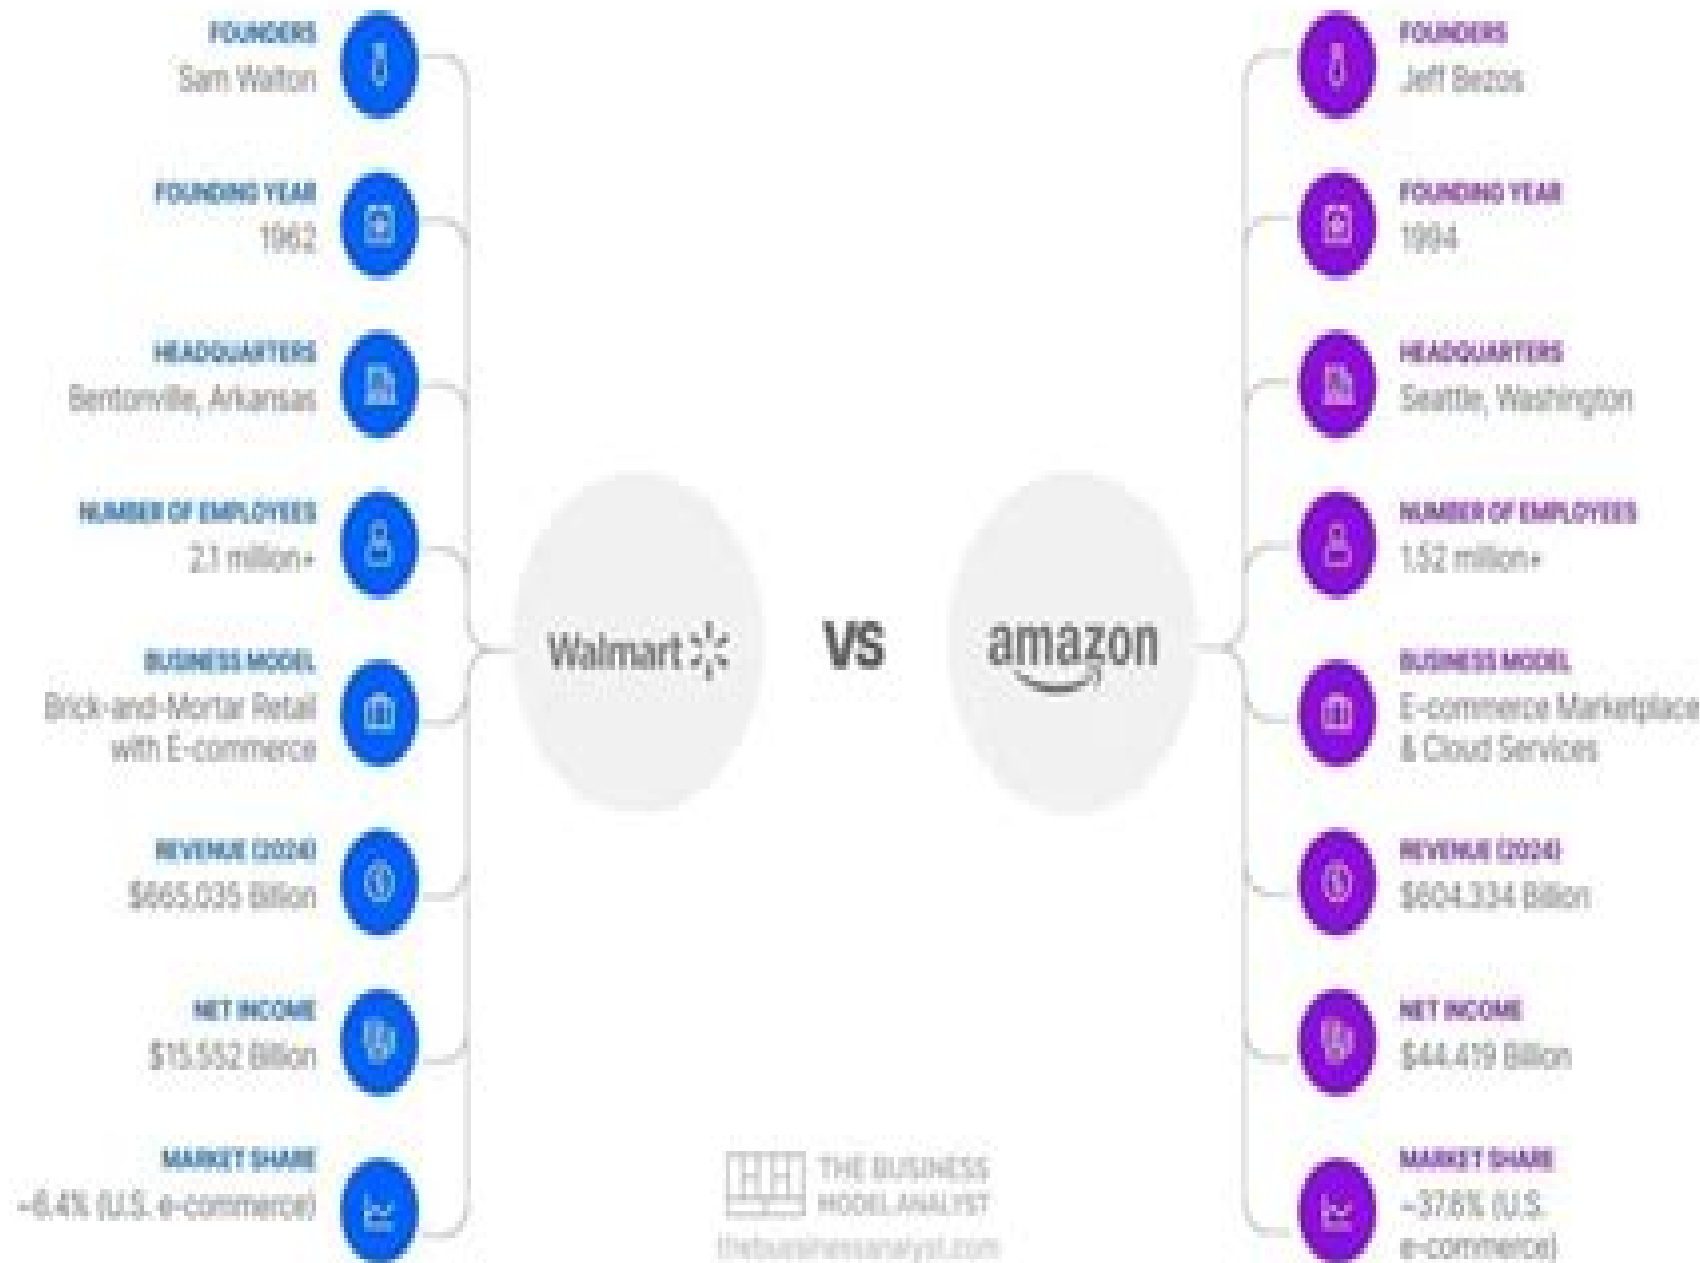 FOUNDERS
Sam Walton
FOUNDING YEAR
1962
HEADQUARTERS
Bentonville, Arkansas
NUMBER OF EMPLOYEES
2.1 million+
BUSINESS MODEL
Brick-and-Mortar Retail
with E-commerce
REVENUE (2024)
$665.035 Billion
NET INCOME
$15.552 Billion
MARKET SHARE
~6.4% (U.S. e-commerce)
Walmart
VS
amazon
FOUNDERS
Jeff Bezos
FOUNDING YEAR
1994
HEADQUARTERS
Seattle, Washington
NUMBER OF EMPLOYEES
1.52 million+
BUSINESS MODEL
E-commerce Marketplace
& Cloud Services
REVENUE (2024)
$604.334 Billion
NET INCOME
$44.419 Billion
MARKET SHARE
~37.6% (U.S.
e-commerce)
THE BUSINESS
MODEL ANALYST